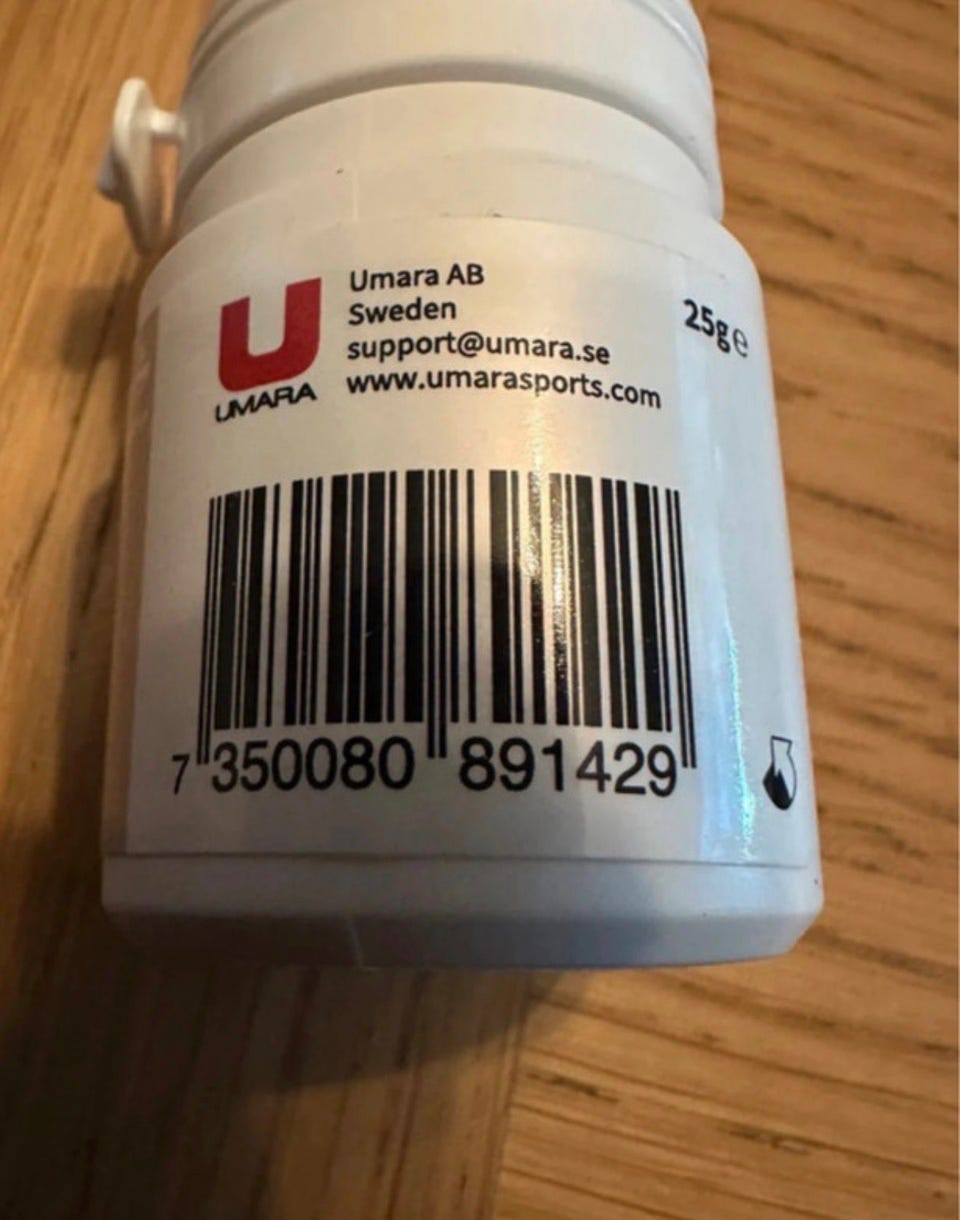 U
UMARA
Umara AB
Sweden
support@umara.se
www.umarasports.com
25g e
7 350080 891429